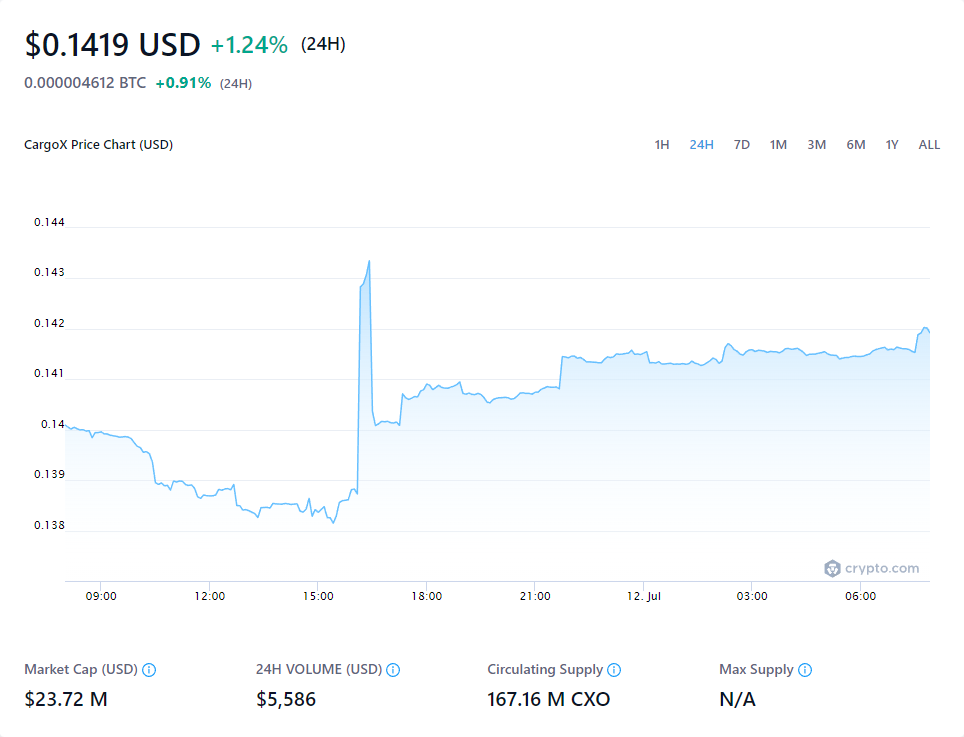 $0.1419 USD +1.24% (24H)
0.000004612 BTC +0.91% (24H)
CargoX Price Chart (USD) 1H 24H 7D 1M 3M 6M 1Y ALL
0.144
0.143
0.142
0.141
0.14
0.139
0.138
crypto.com
09:00 12:00 15:00 18:00 21:00 12. Jul 03:00 06:00
Market Cap (USD) 24H VOLUME (USD) Circulating Supply Max Supply
$23.72 M $5,586 167.16 M CXO N/A